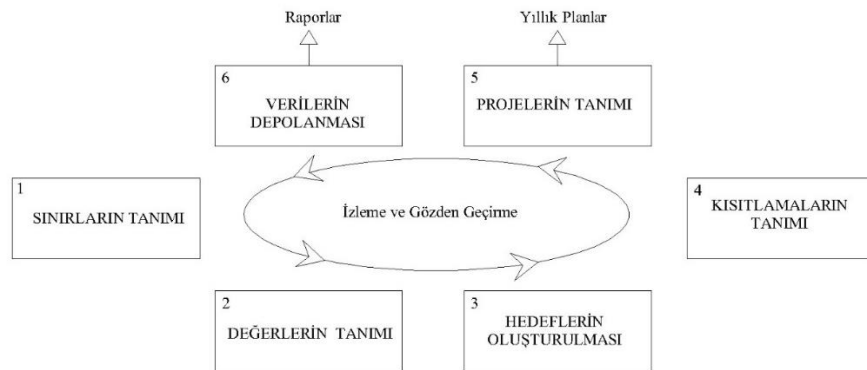 Raporlar
Yıllık Planlar
6
VERİLERİN
DEPOLANMASI
5
PROJELERİN TANIMI
1
SINIRLARIN TANIMI
İzleme ve Gözden Geçirme
4
KISITLAMALARIN
TANIMI
2
DEĞERLERİN TANIMI
3
HEDEFLERİN
OLUŞTURULMASI